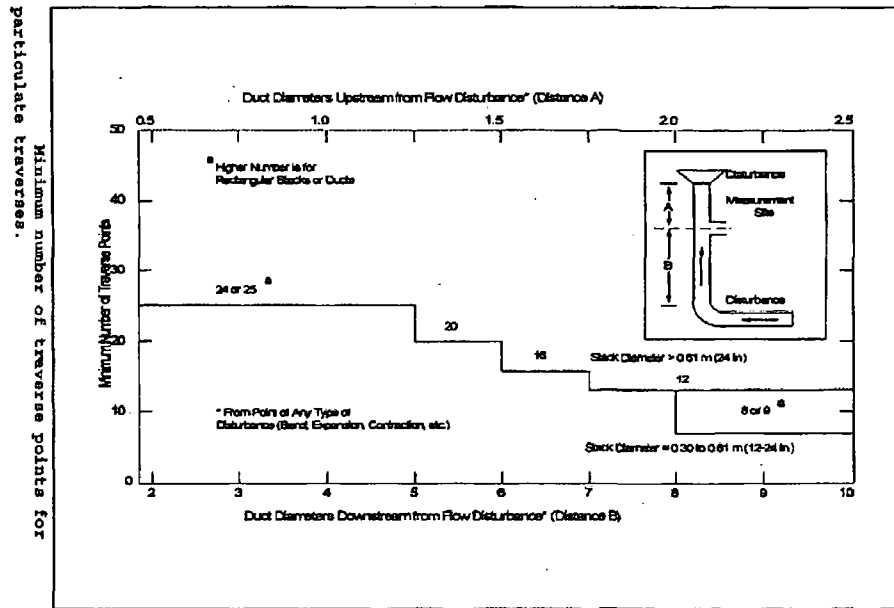 Minimum number of traverse points for
particulate traverses.
Duct Diameters Upstream from Flow Disturbance* (Distance A)
0.5 1.0 1.5 2.0 2.5
50
40
30
20
10
0
Minimum Number of Traverse Points
a Higher Number is for
Rectangular Stacks or Ducts
24 or 25 a
20
16
Stack Diameter > 0.61 m (24 in.)
12
8 or 9 a
Stack Diameter = 0.30 to 0.61 m (12-24 in.)
* From Point of Any Type of
Disturbance (Bend, Expansion, Contraction, etc.)
Disturbance
Measurement
Site
A
B
Disturbance
2 3 4 5 6 7 8 9 10
Duct Diameters Downstream from Flow Disturbance* (Distance B)